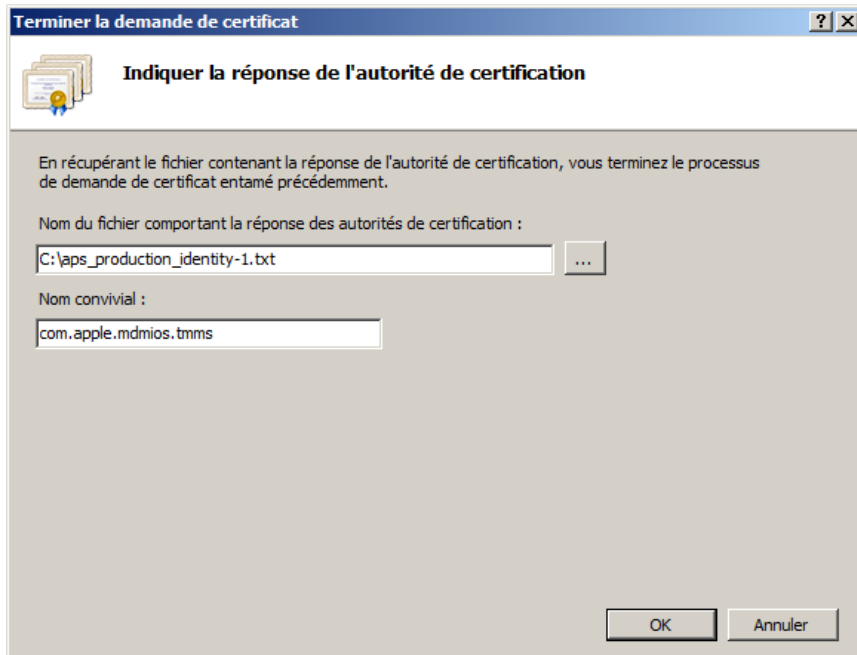 Terminer la demande de certificat
Indiquer la réponse de l'autorité de certification
En récupérant le fichier contenant la réponse de l'autorité de certification, vous terminez le processus
de demande de certificat entamé précédemment.
Nom du fichier comportant la réponse des autorités de certification :
C:\aps_production_identity-1.txt
...
Nom convivial :
com.apple.mdmios.tmms
OK
Annuler